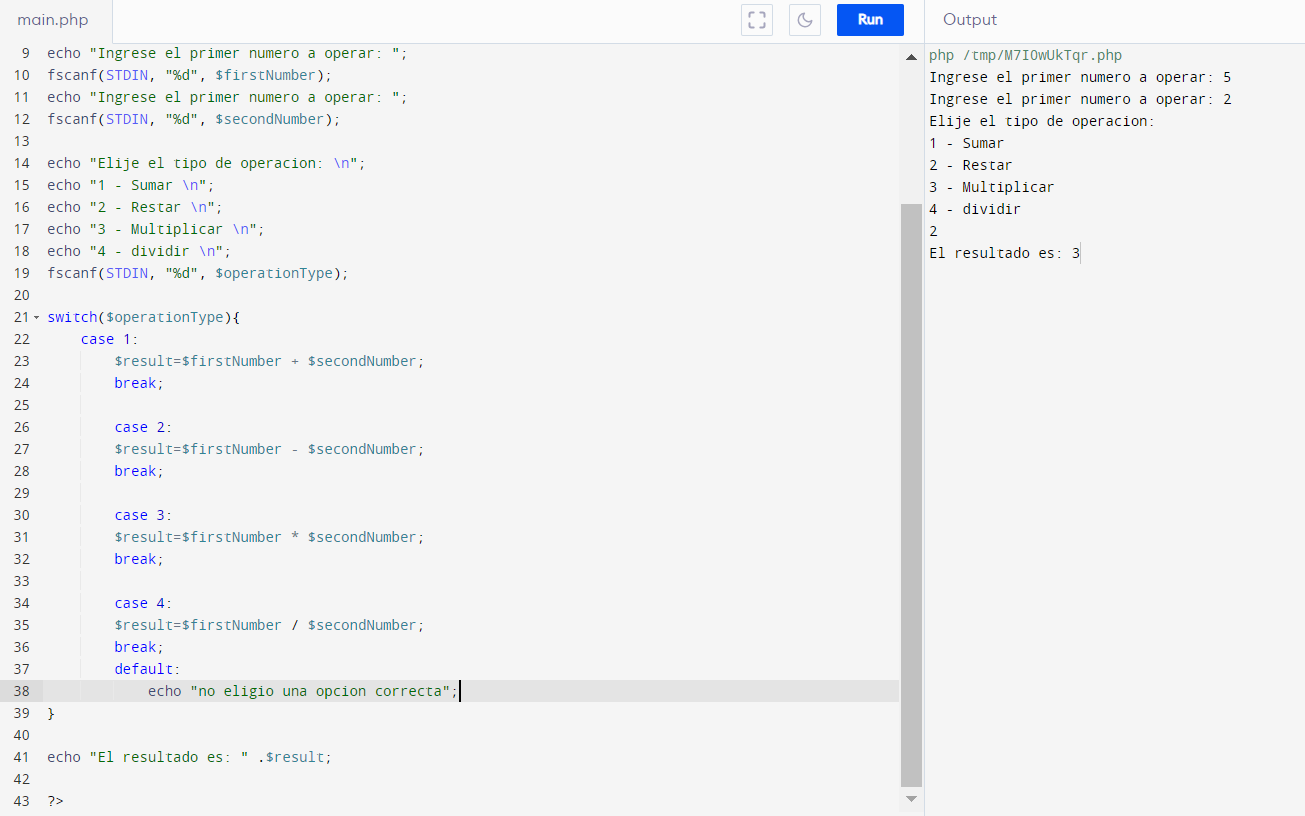 main.php
Run
Output
9 echo "Ingrese el primer numero a operar: ";
10 fscanf(STDIN, "%d", $firstNumber);
11 echo "Ingrese el primer numero a operar: ";
12 fscanf(STDIN, "%d", $secondNumber);
13
14 echo "Elije el tipo de operacion: \n";
15 echo "1 - Sumar \n";
16 echo "2 - Restar \n";
17 echo "3 - Multiplicar \n";
18 echo "4 - dividir \n";
19 fscanf(STDIN, "%d", $operationType);
20
21 switch($operationType){
22     case 1:
23         $result=$firstNumber + $secondNumber;
24         break;
25
26         case 2:
27         $result=$firstNumber - $secondNumber;
28         break;
29
30         case 3:
31         $result=$firstNumber * $secondNumber;
32         break;
33
34         case 4:
35         $result=$firstNumber / $secondNumber;
36         break;
37         default:
38             echo "no eligio una opcion correcta";
39 }
40
41 echo "El resultado es: " .$result;
42
43 ?>
php /tmp/M7IOwUkTqr.php
Ingrese el primer numero a operar: 5
Ingrese el primer numero a operar: 2
Elije el tipo de operacion:
1 - Sumar
2 - Restar
3 - Multiplicar
4 - dividir
2
El resultado es: 3